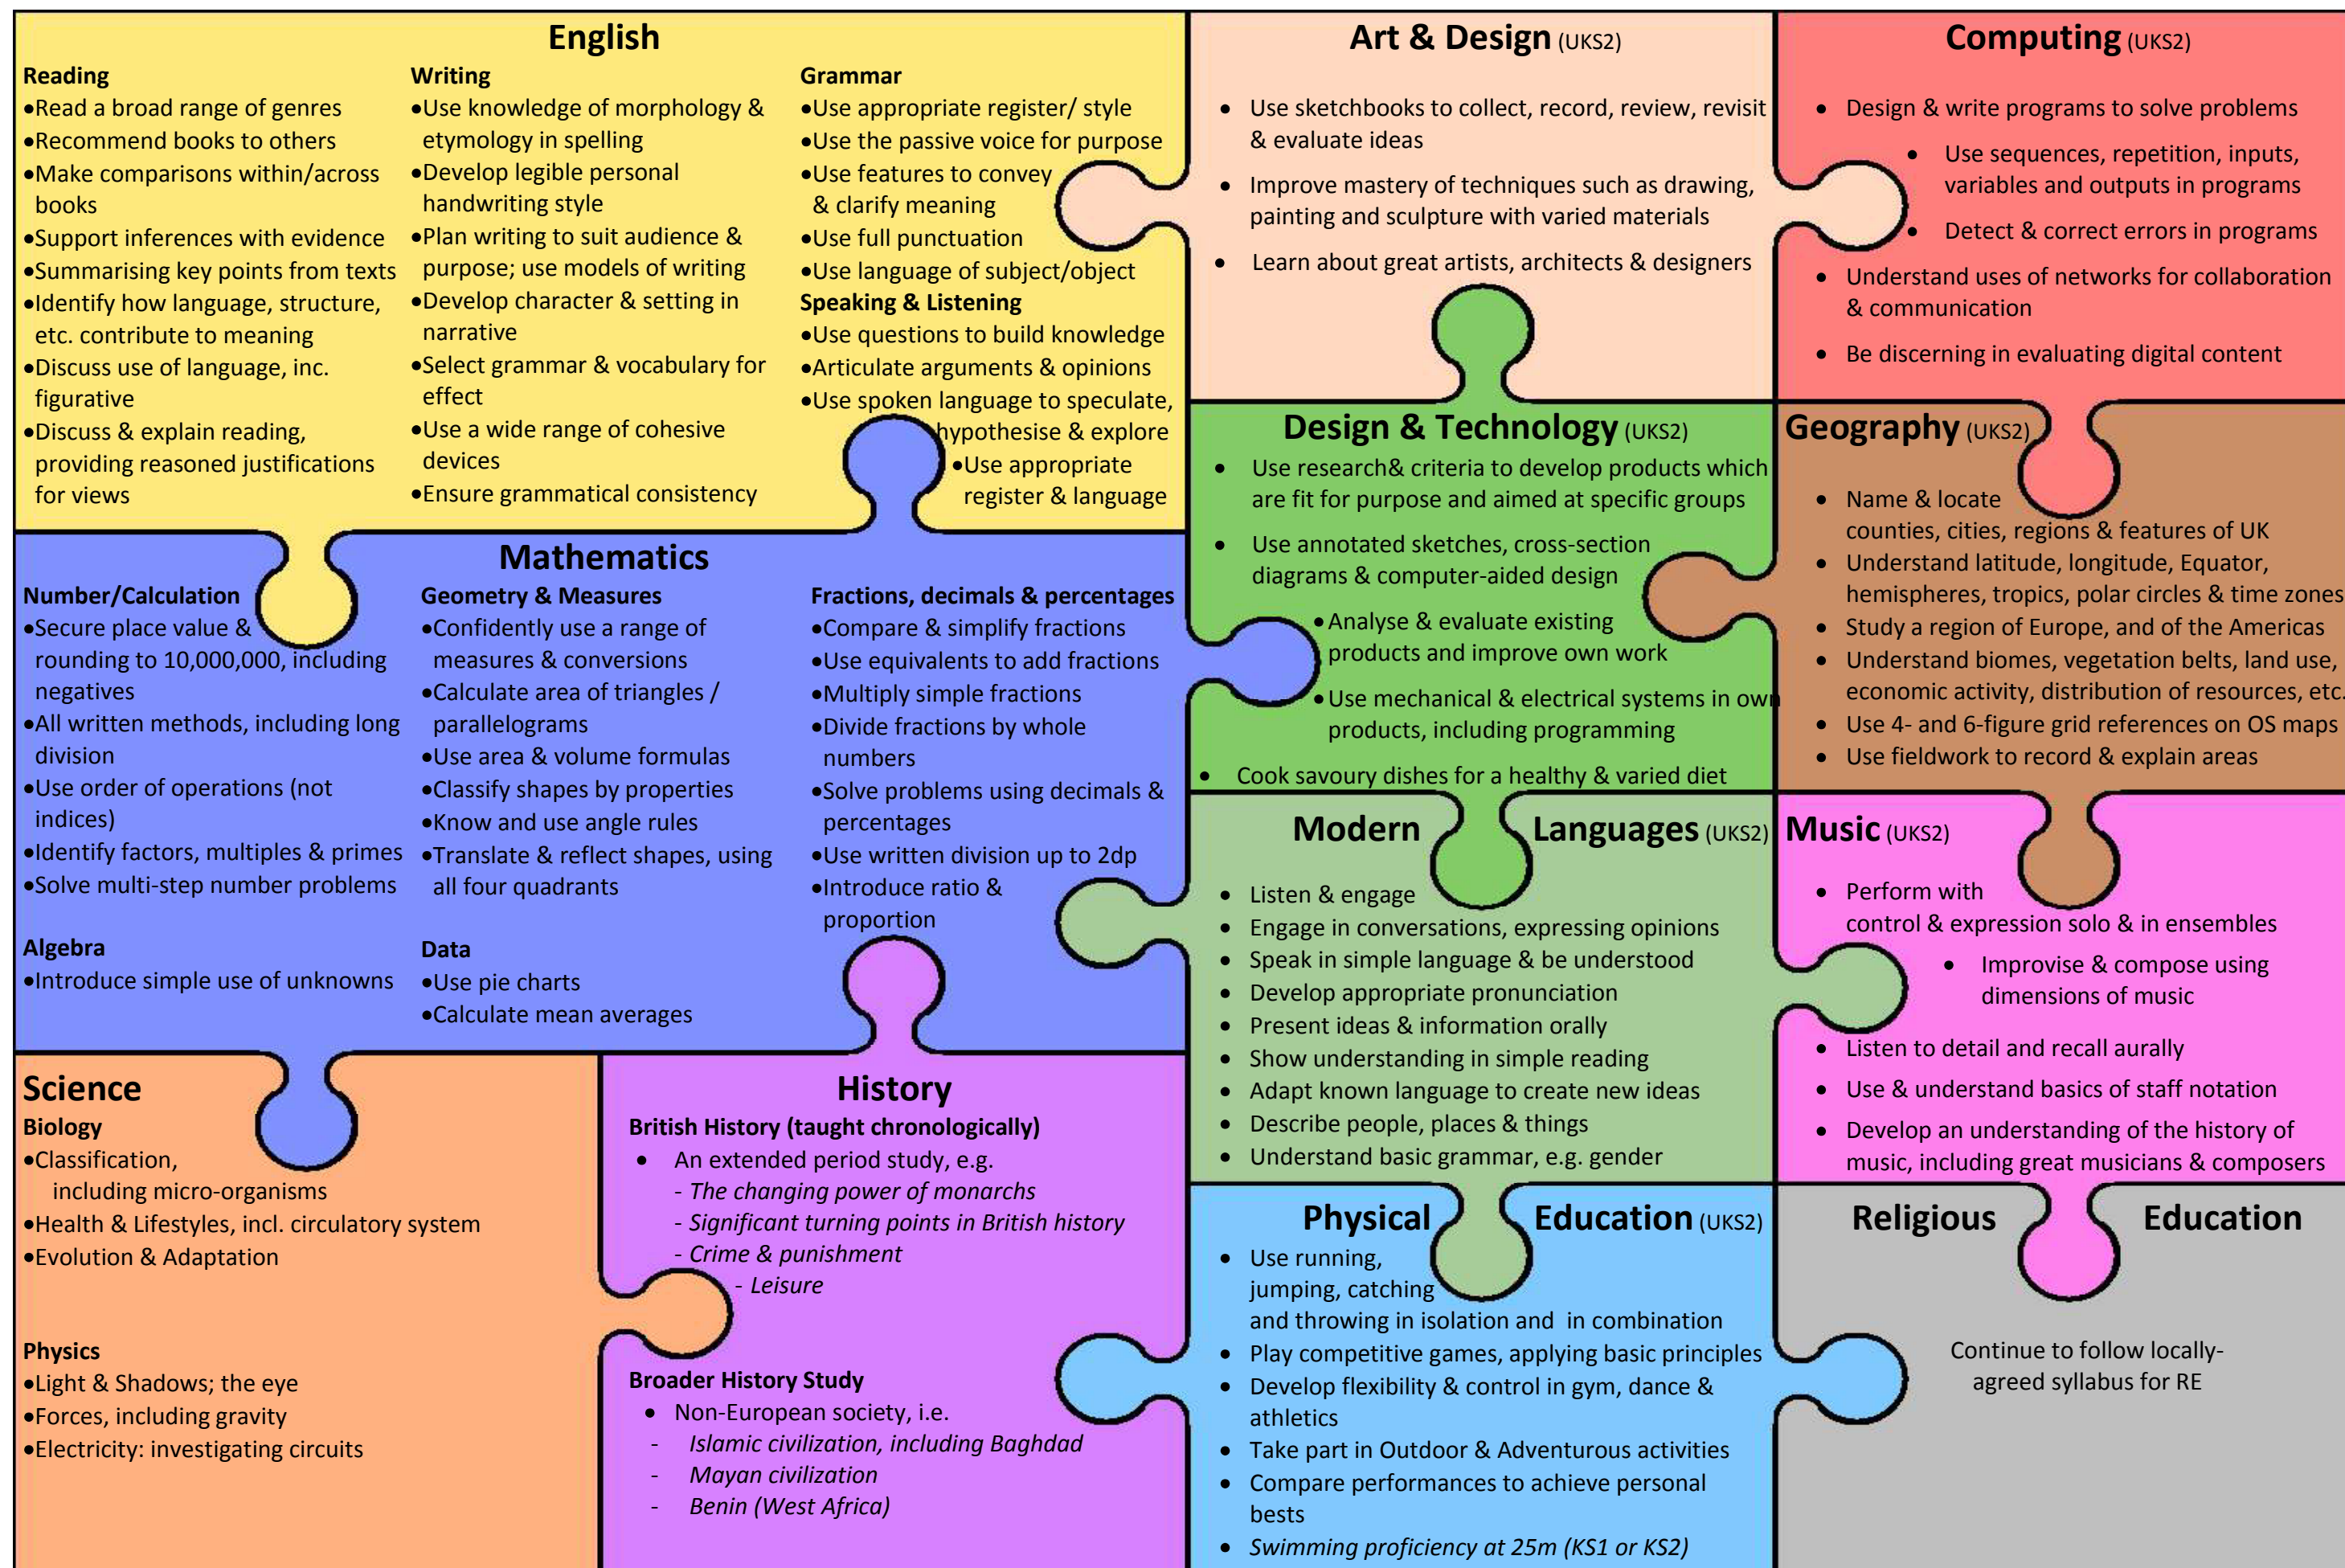 English
Reading
•Read a broad range of genres
•Recommend books to others
•Make comparisons within/across
books
•Support inferences with evidence
•Summarising key points from texts
•Identify how language, structure,
etc. contribute to meaning
•Discuss use of language, inc.
figurative
•Discuss & explain reading,
providing reasoned justifications
for views
Writing
•Use knowledge of morphology &
etymology in spelling
•Develop legible personal
handwriting style
•Plan writing to suit audience &
purpose; use models of writing
•Develop character & setting in
narrative
•Select grammar & vocabulary for
effect
•Use a wide range of cohesive
devices
•Ensure grammatical consistency
Grammar
•Use appropriate register/ style
•Use the passive voice for purpose
•Use features to convey
& clarify meaning
•Use full punctuation
•Use language of subject/object
Speaking & Listening
•Use questions to build knowledge
•Articulate arguments & opinions
•Use spoken language to speculate,
hypothesise & explore
•Use appropriate
register & language
Art & Design (UKS2)
• Use sketchbooks to collect, record, review, revisit
& evaluate ideas
• Improve mastery of techniques such as drawing,
painting and sculpture with varied materials
• Learn about great artists, architects & designers
Computing (UKS2)
• Design & write programs to solve problems
• Use sequences, repetition, inputs,
variables and outputs in programs
• Detect & correct errors in programs
• Understand uses of networks for collaboration
& communication
• Be discerning in evaluating digital content
Mathematics
Number/Calculation
•Secure place value &
rounding to 10,000,000, including
negatives
•All written methods, including long
division
•Use order of operations (not
indices)
•Identify factors, multiples & primes
•Solve multi-step number problems
Algebra
•Introduce simple use of unknowns
Geometry & Measures
•Confidently use a range of
measures & conversions
•Calculate area of triangles /
parallelograms
•Use area & volume formulas
•Classify shapes by properties
•Know and use angle rules
•Translate & reflect shapes, using
all four quadrants
Data
•Use pie charts
•Calculate mean averages
Fractions, decimals & percentages
•Compare & simplify fractions
•Use equivalents to add fractions
•Multiply simple fractions
•Divide fractions by whole
numbers
•Solve problems using decimals &
percentages
•Use written division up to 2dp
•Introduce ratio &
proportion
Design & Technology (UKS2)
• Use research& criteria to develop products which
are fit for purpose and aimed at specific groups
• Use annotated sketches, cross-section
diagrams & computer-aided design
• Analyse & evaluate existing
products and improve own work
• Use mechanical & electrical systems in own
products, including programming
• Cook savoury dishes for a healthy & varied diet
Geography (UKS2)
• Name & locate
counties, cities, regions & features of UK
• Understand latitude, longitude, Equator,
hemispheres, tropics, polar circles & time zones
• Study a region of Europe, and of the Americas
• Understand biomes, vegetation belts, land use,
economic activity, distribution of resources, etc.
• Use 4- and 6-figure grid references on OS maps
• Use fieldwork to record & explain areas
Modern Languages (UKS2)
• Listen & engage
• Engage in conversations, expressing opinions
• Speak in simple language & be understood
• Develop appropriate pronunciation
• Present ideas & information orally
• Show understanding in simple reading
• Adapt known language to create new ideas
• Describe people, places & things
• Understand basic grammar, e.g. gender
Music (UKS2)
• Perform with
control & expression solo & in ensembles
• Improvise & compose using
dimensions of music
• Listen to detail and recall aurally
• Use & understand basics of staff notation
• Develop an understanding of the history of
music, including great musicians & composers
Science
Biology
•Classification,
including micro-organisms
•Health & Lifestyles, incl. circulatory system
•Evolution & Adaptation
Physics
•Light & Shadows; the eye
•Forces, including gravity
•Electricity: investigating circuits
History
British History (taught chronologically)
• An extended period study, e.g.
- The changing power of monarchs
- Significant turning points in British history
- Crime & punishment
- Leisure
Broader History Study
• Non-European society, i.e.
- Islamic civilization, including Baghdad
- Mayan civilization
- Benin (West Africa)
Physical Education (UKS2)
• Use running,
jumping, catching
and throwing in isolation and in combination
• Play competitive games, applying basic principles
• Develop flexibility & control in gym, dance &
athletics
• Take part in Outdoor & Adventurous activities
• Compare performances to achieve personal
bests
• Swimming proficiency at 25m (KS1 or KS2)
Religious Education
Continue to follow locally-
agreed syllabus for RE